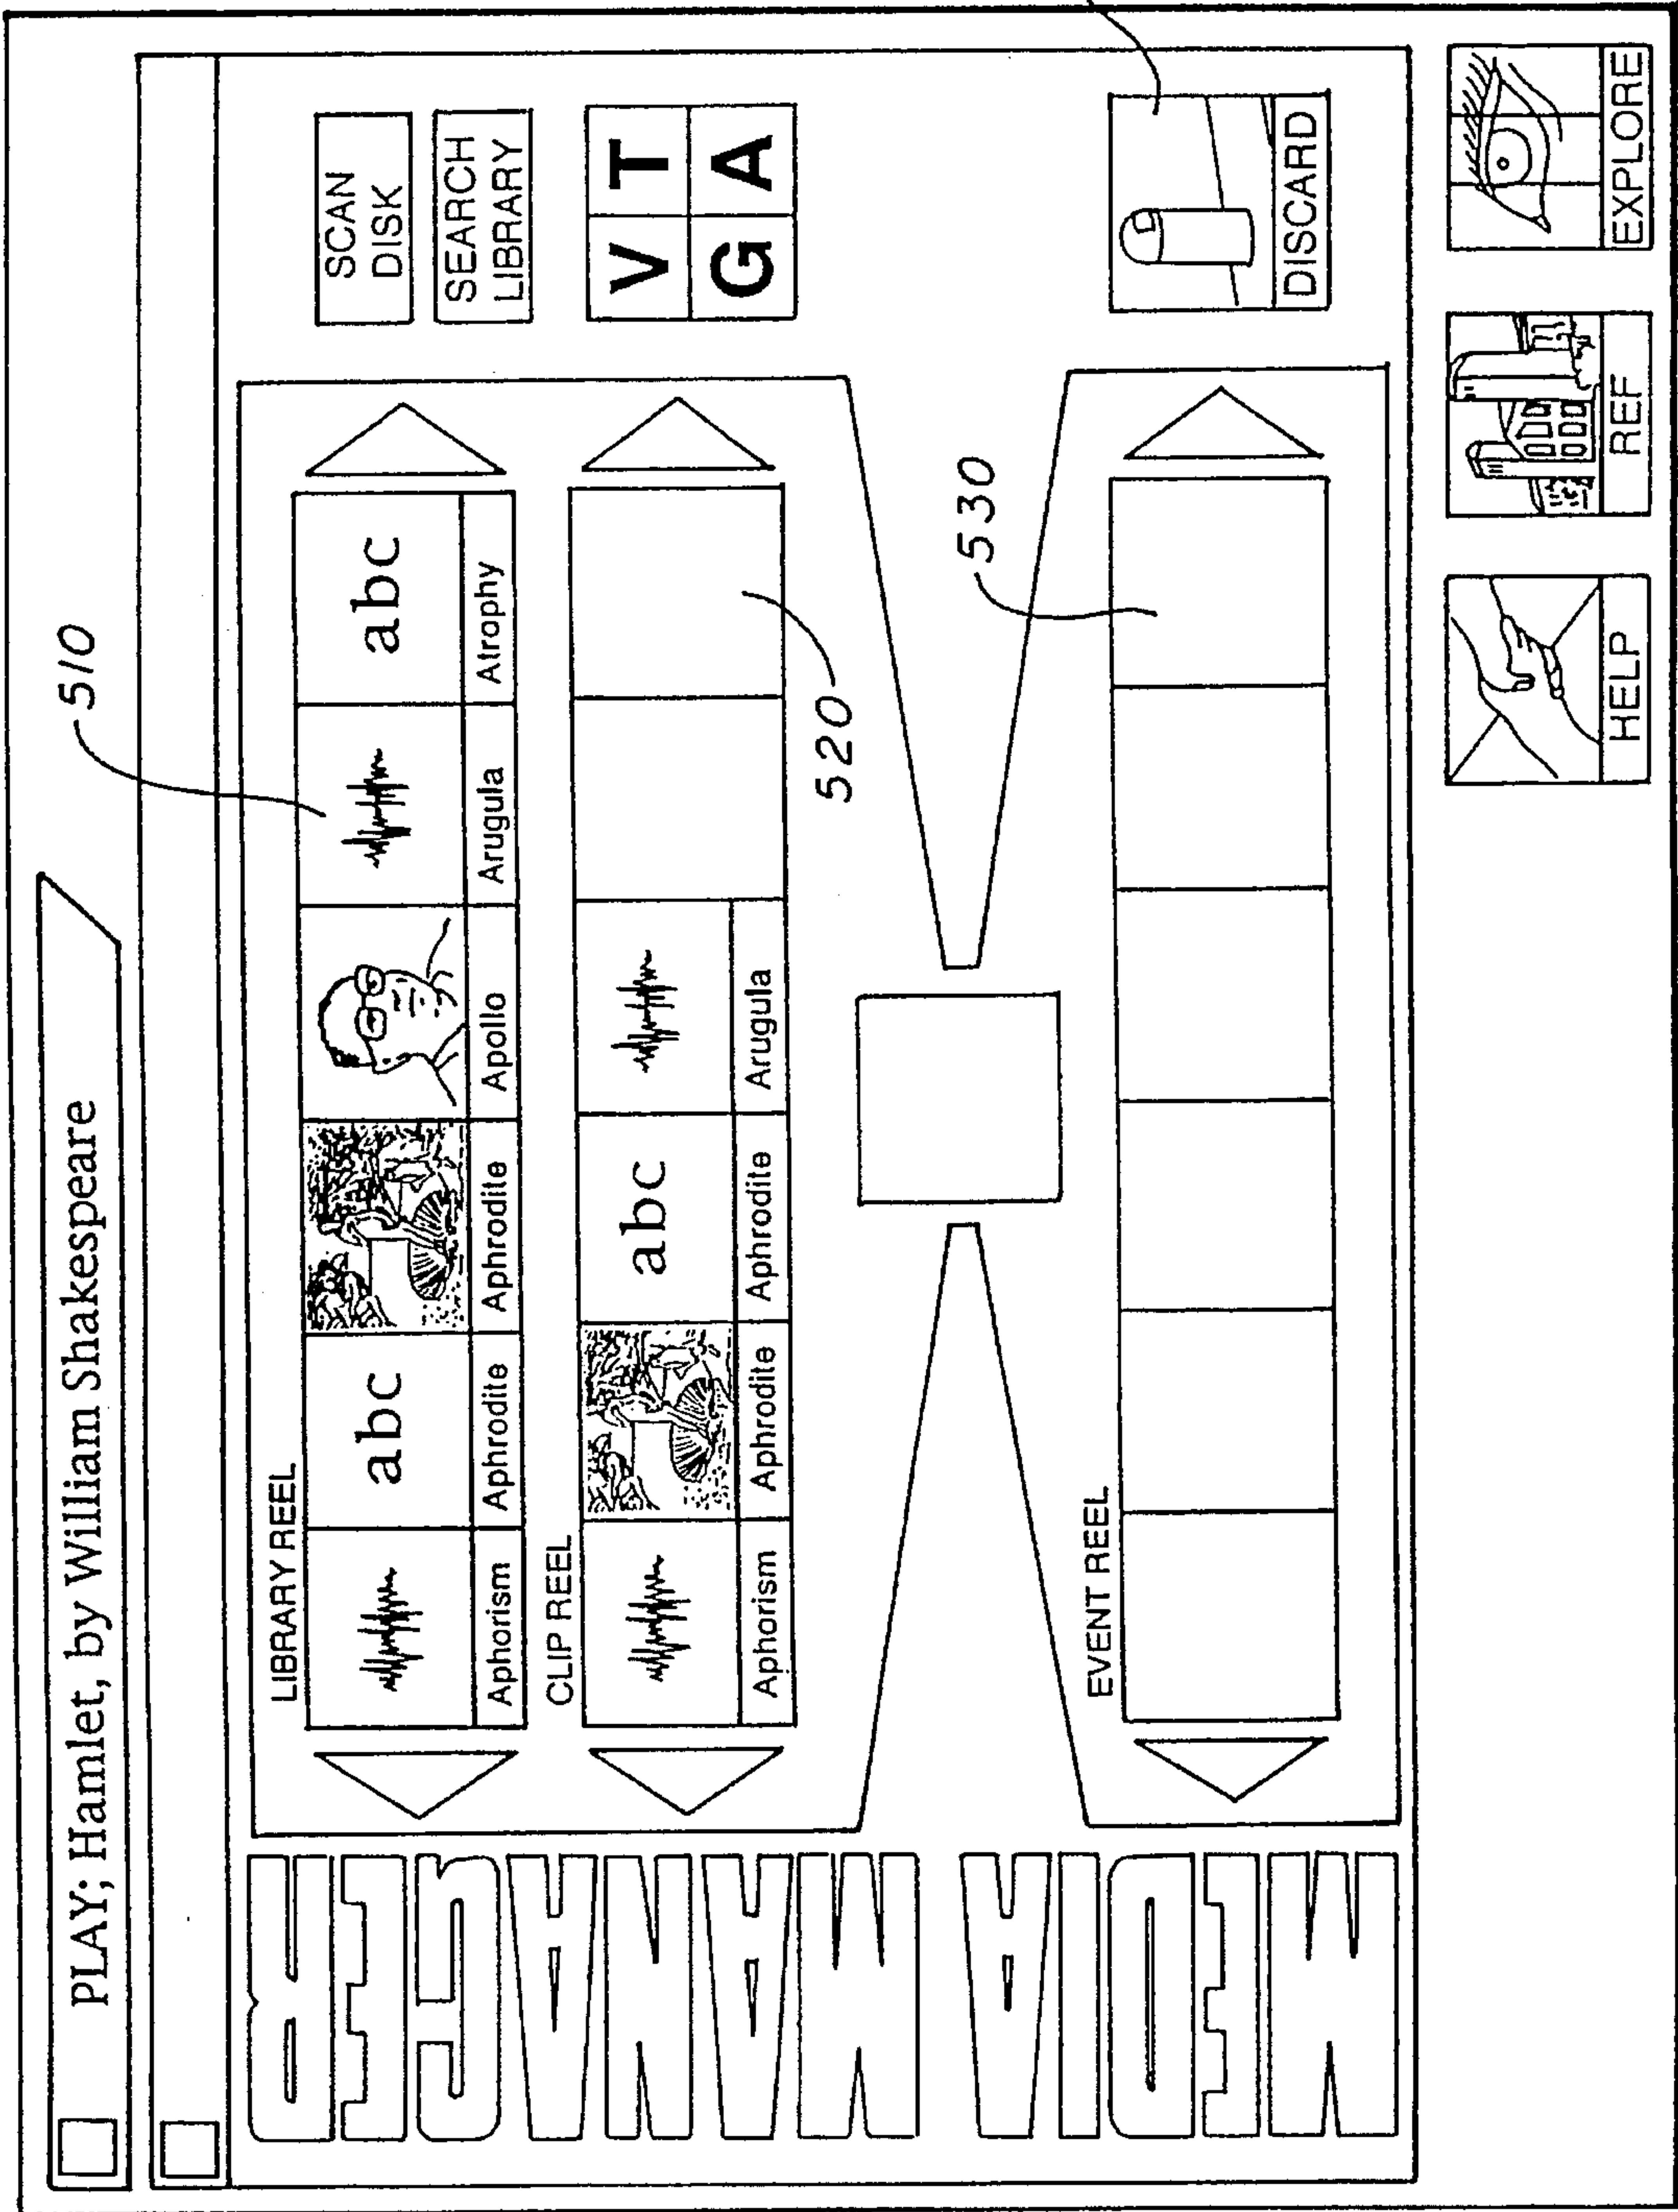 PLAY; Hamlet, by William Shakespeare
510
MEDIA MANAGER
LIBRARY REEL
abc
abc
Aphorism Aphrodite Aphrodite Apollo Arugula Atrophy
SCAN
DISK
SEARCH
LIBRARY
CLIP REEL
abc
Aphorism Aphrodite Aphrodite Arugula
V T
G A
520
530
EVENT REEL
DISCARD
HELP
REF
EXPLORE